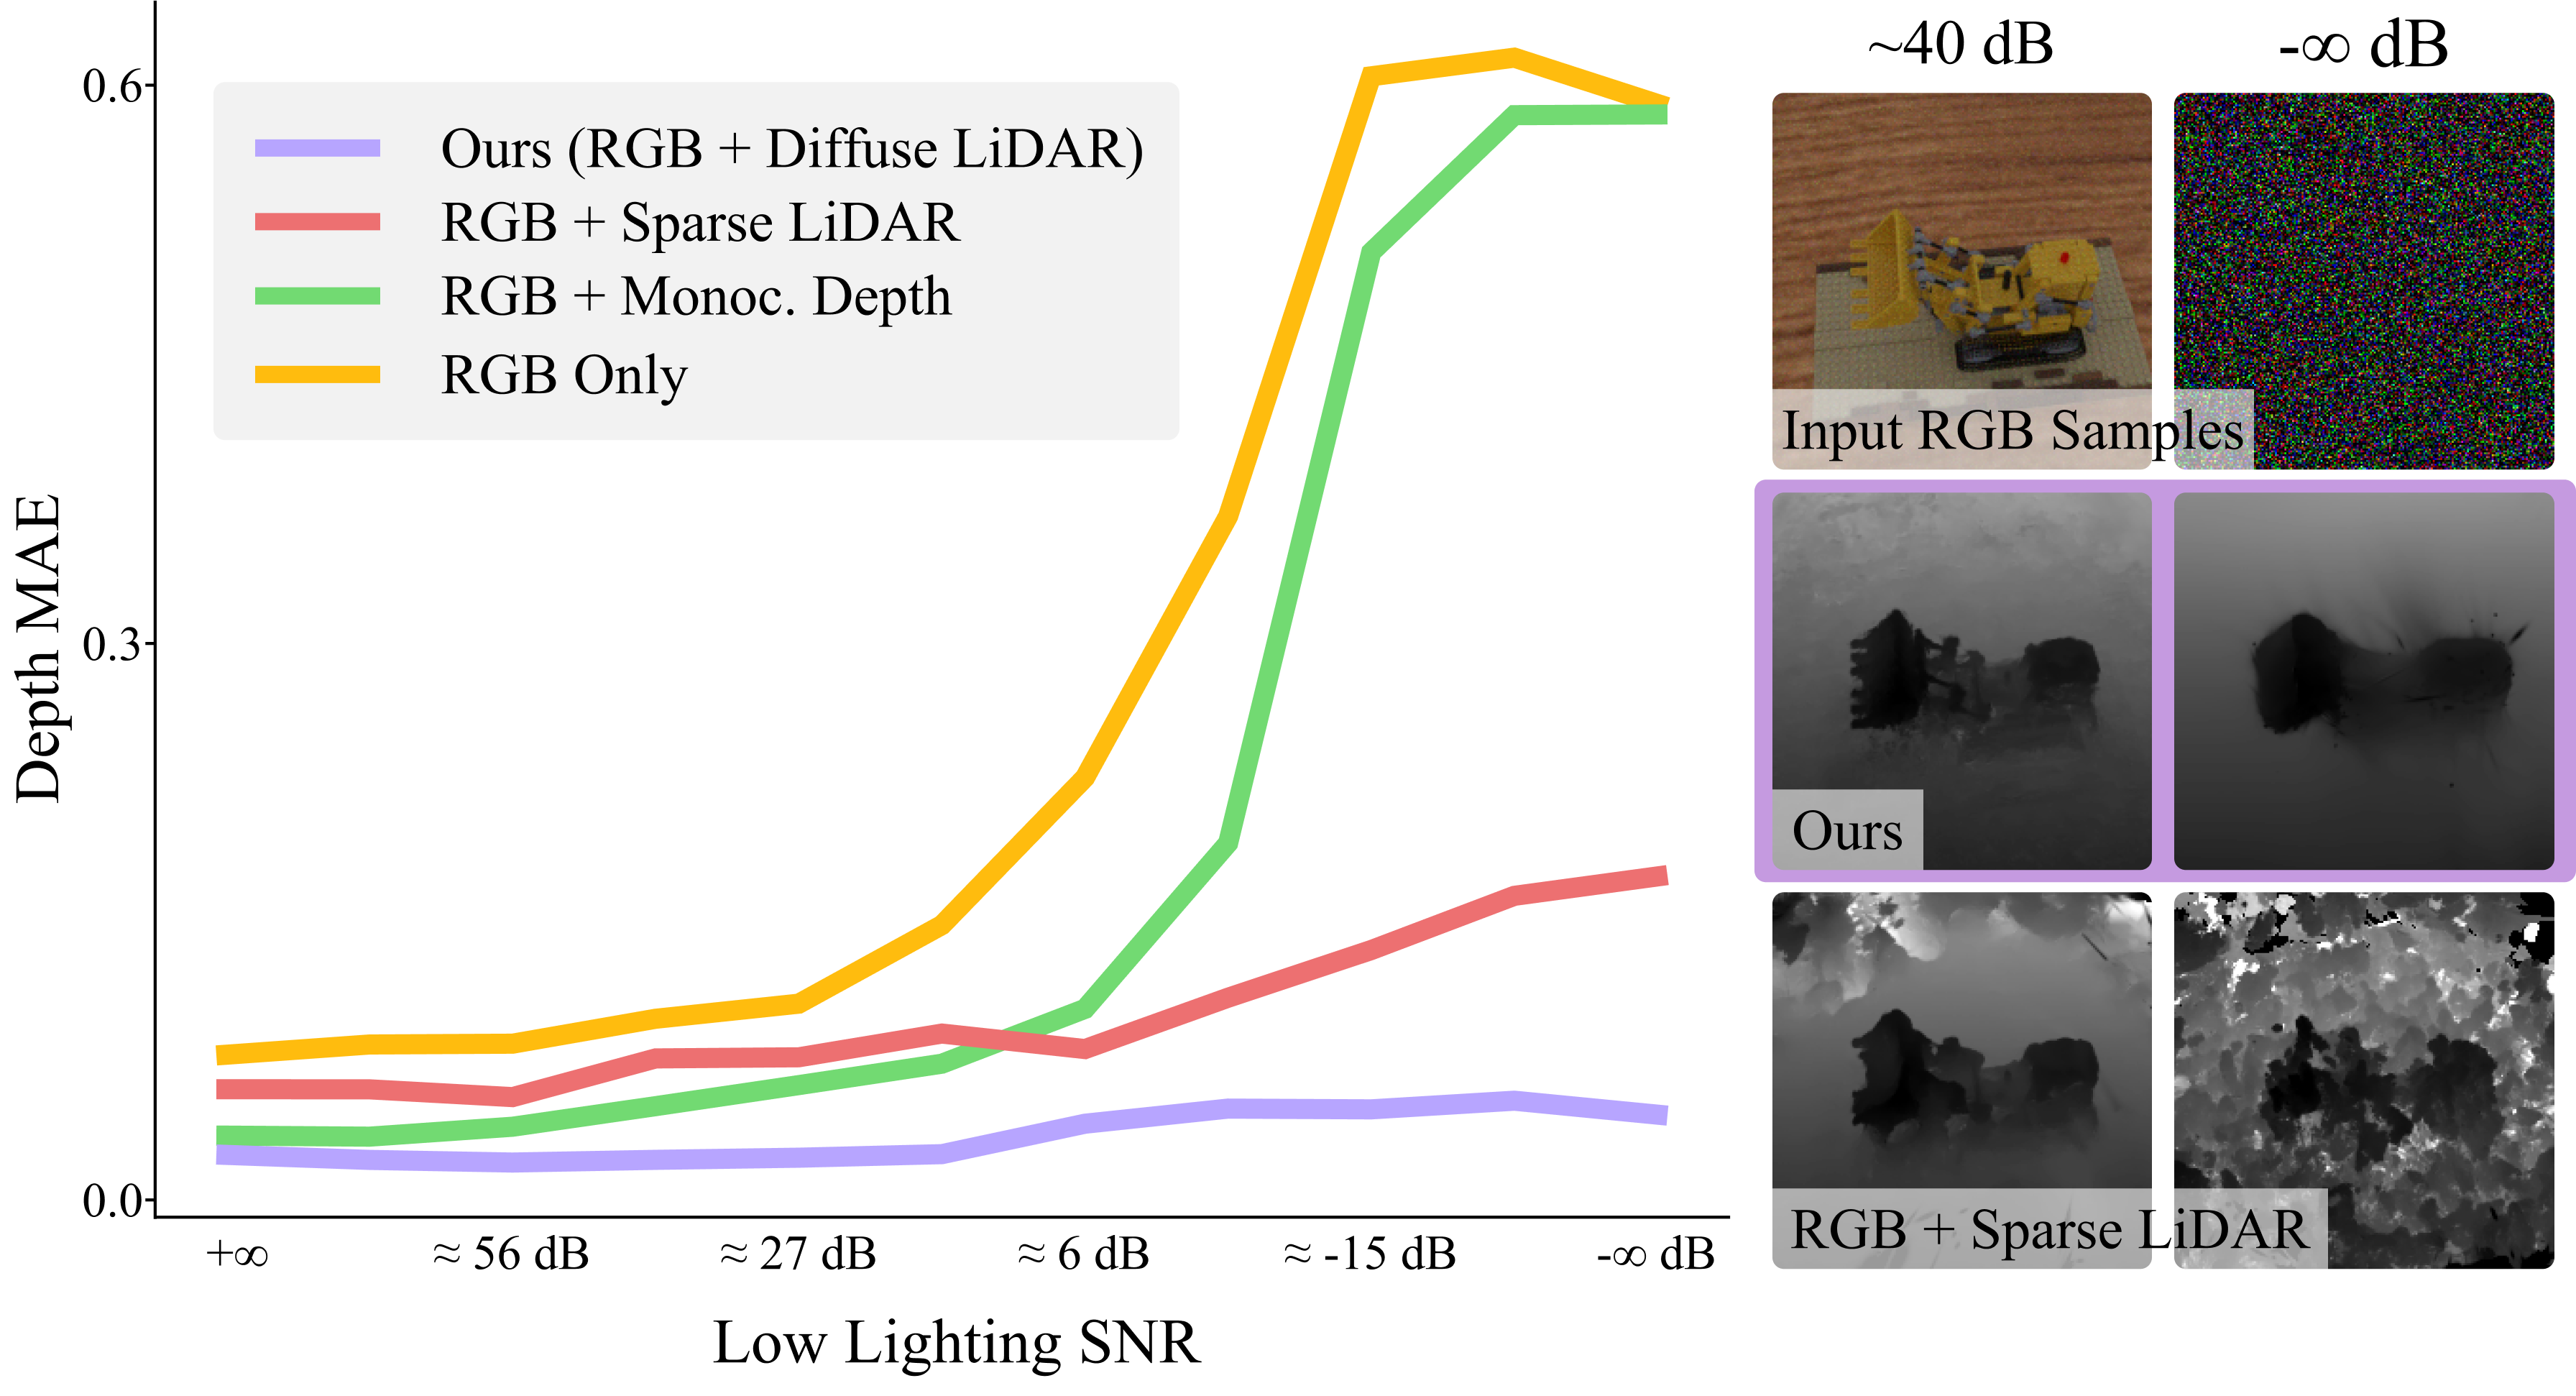 0.6
0.3
0.0
Depth MAE
Ours (RGB + Diffuse LiDAR)
RGB + Sparse LiDAR
RGB + Monoc. Depth
RGB Only
+∞
≈ 56 dB
≈ 27 dB
≈ 6 dB
≈ -15 dB
-∞ dB
Low Lighting SNR
~40 dB
-∞ dB
Input RGB Samples
Ours
RGB + Sparse LiDAR